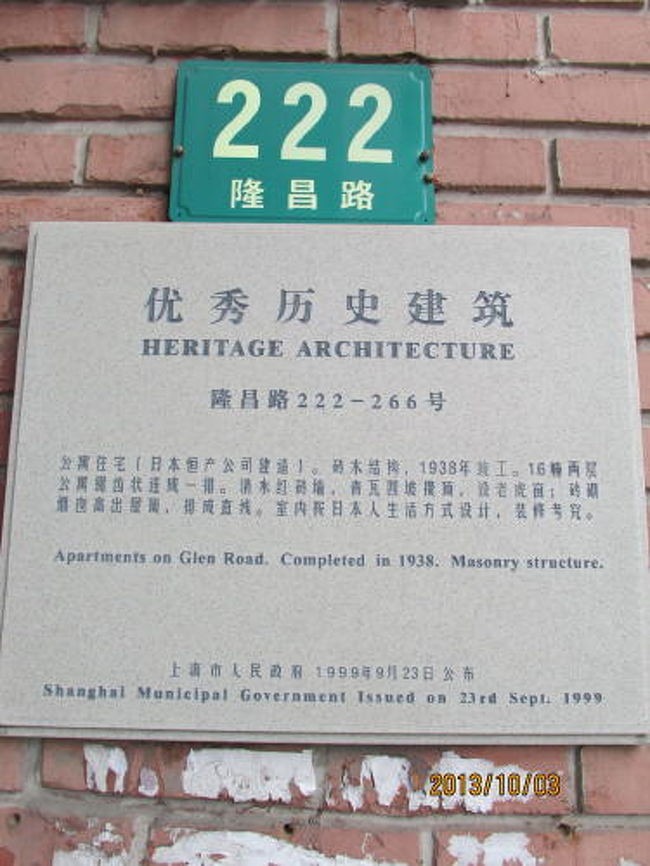 222
隆昌路
优秀历史建筑
HERITAGE ARCHITECTURE
隆昌路222-266号
公寓住宅(日本恒产公司建造)。砖木结构,1938年竣工。16幢两层
公寓锯齿状连成一排。清水红砖墙,青瓦四坡屋顶,设老虎窗;砖砌
烟囱高出屋面,排成直线。室内按日本人生活方式设计,装修考究。
Apartments on Glen Road. Completed in 1938. Masonry structure.
上海市人民政府 1999年9月23日公布
Shanghai Municipal Government Issued on 23rd Sept. 1999
2013/10/03